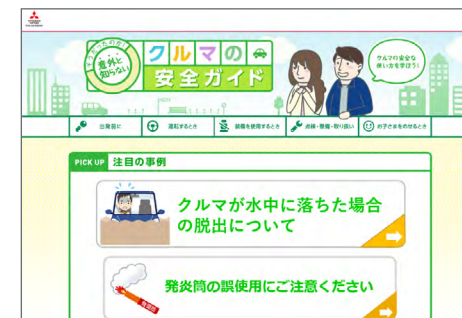 そうだったのか!
意外と
知らない
クルマの
安全ガイド
クルマの安全な
使い方を学ぼう!
出発前に
運転するとき
装備を使用するとき
点検・整備・取り扱い
お子さまをのせるとき
PICK UP 注目の事例
クルマが水中に落ちた場合
の脱出について
発炎筒の誤使用にご注意ください
発炎筒